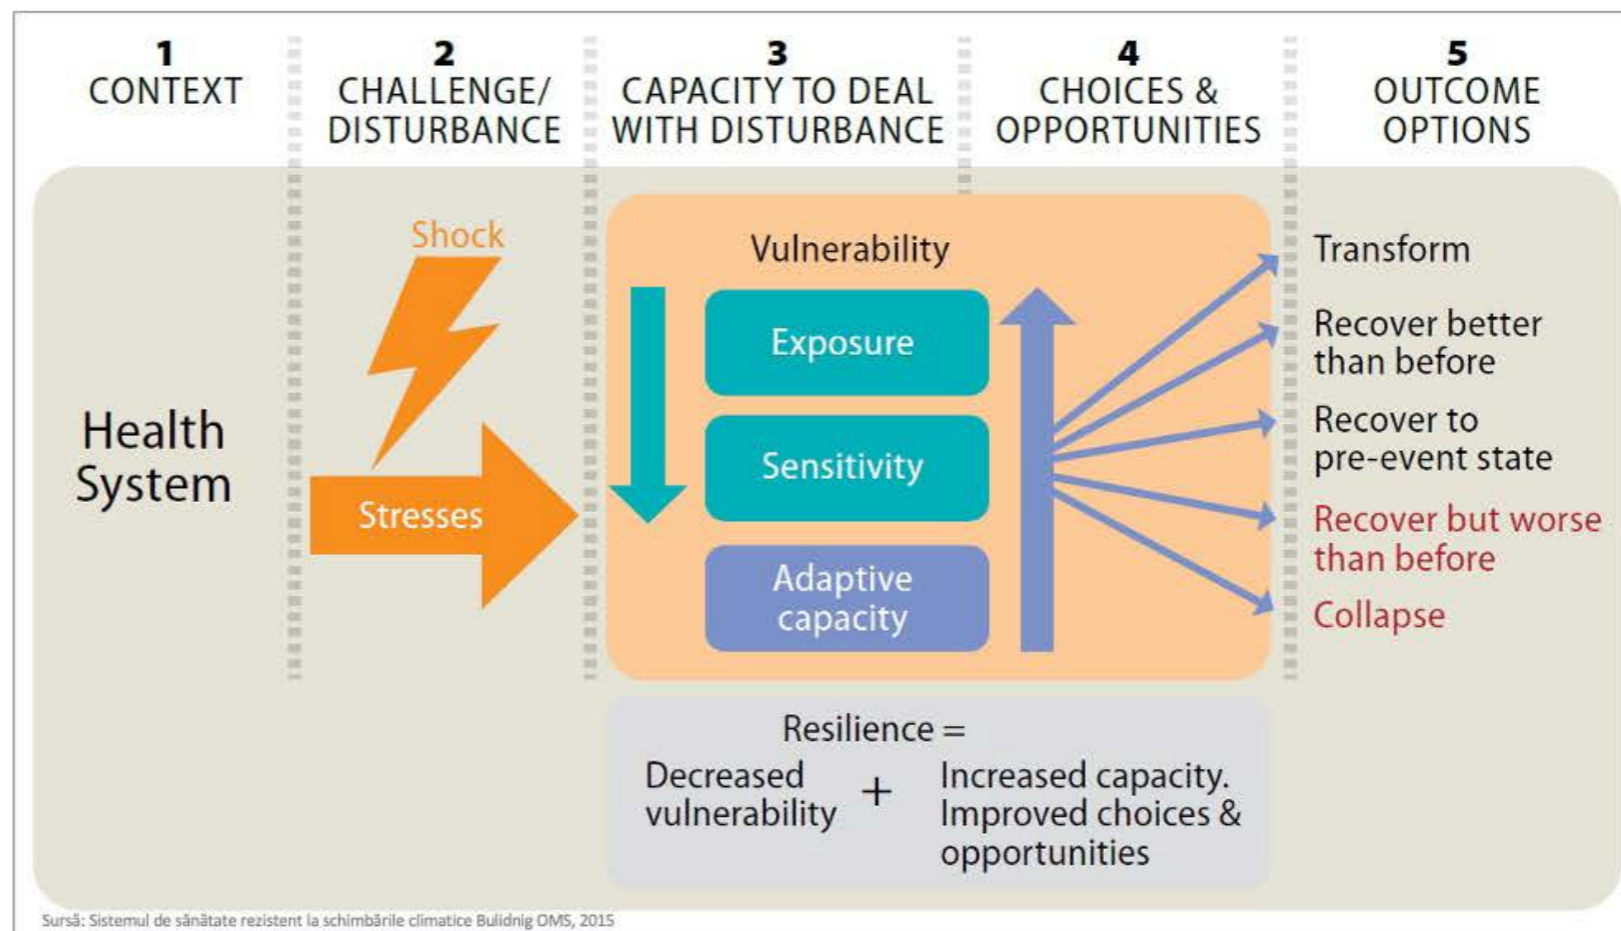 1
CONTEXT
2
CHALLENGE/
DISTURBANCE
3
CAPACITY TO DEAL
WITH DISTURBANCE
4
CHOICES &
OPPORTUNITIES
5
OUTCOME
OPTIONS
Health
System
Shock
Stresses
Vulnerability
Exposure
Sensitivity
Adaptive
capacity
Transform
Recover better
than before
Recover to
pre-event state
Recover but worse
than before
Collapse
Resilience =
Decreased
vulnerability
+
Increased capacity.
Improved choices &
opportunities
Sursă: Sistemul de sănătate rezistent la schimbările climatice Bulidnig OMS, 2015